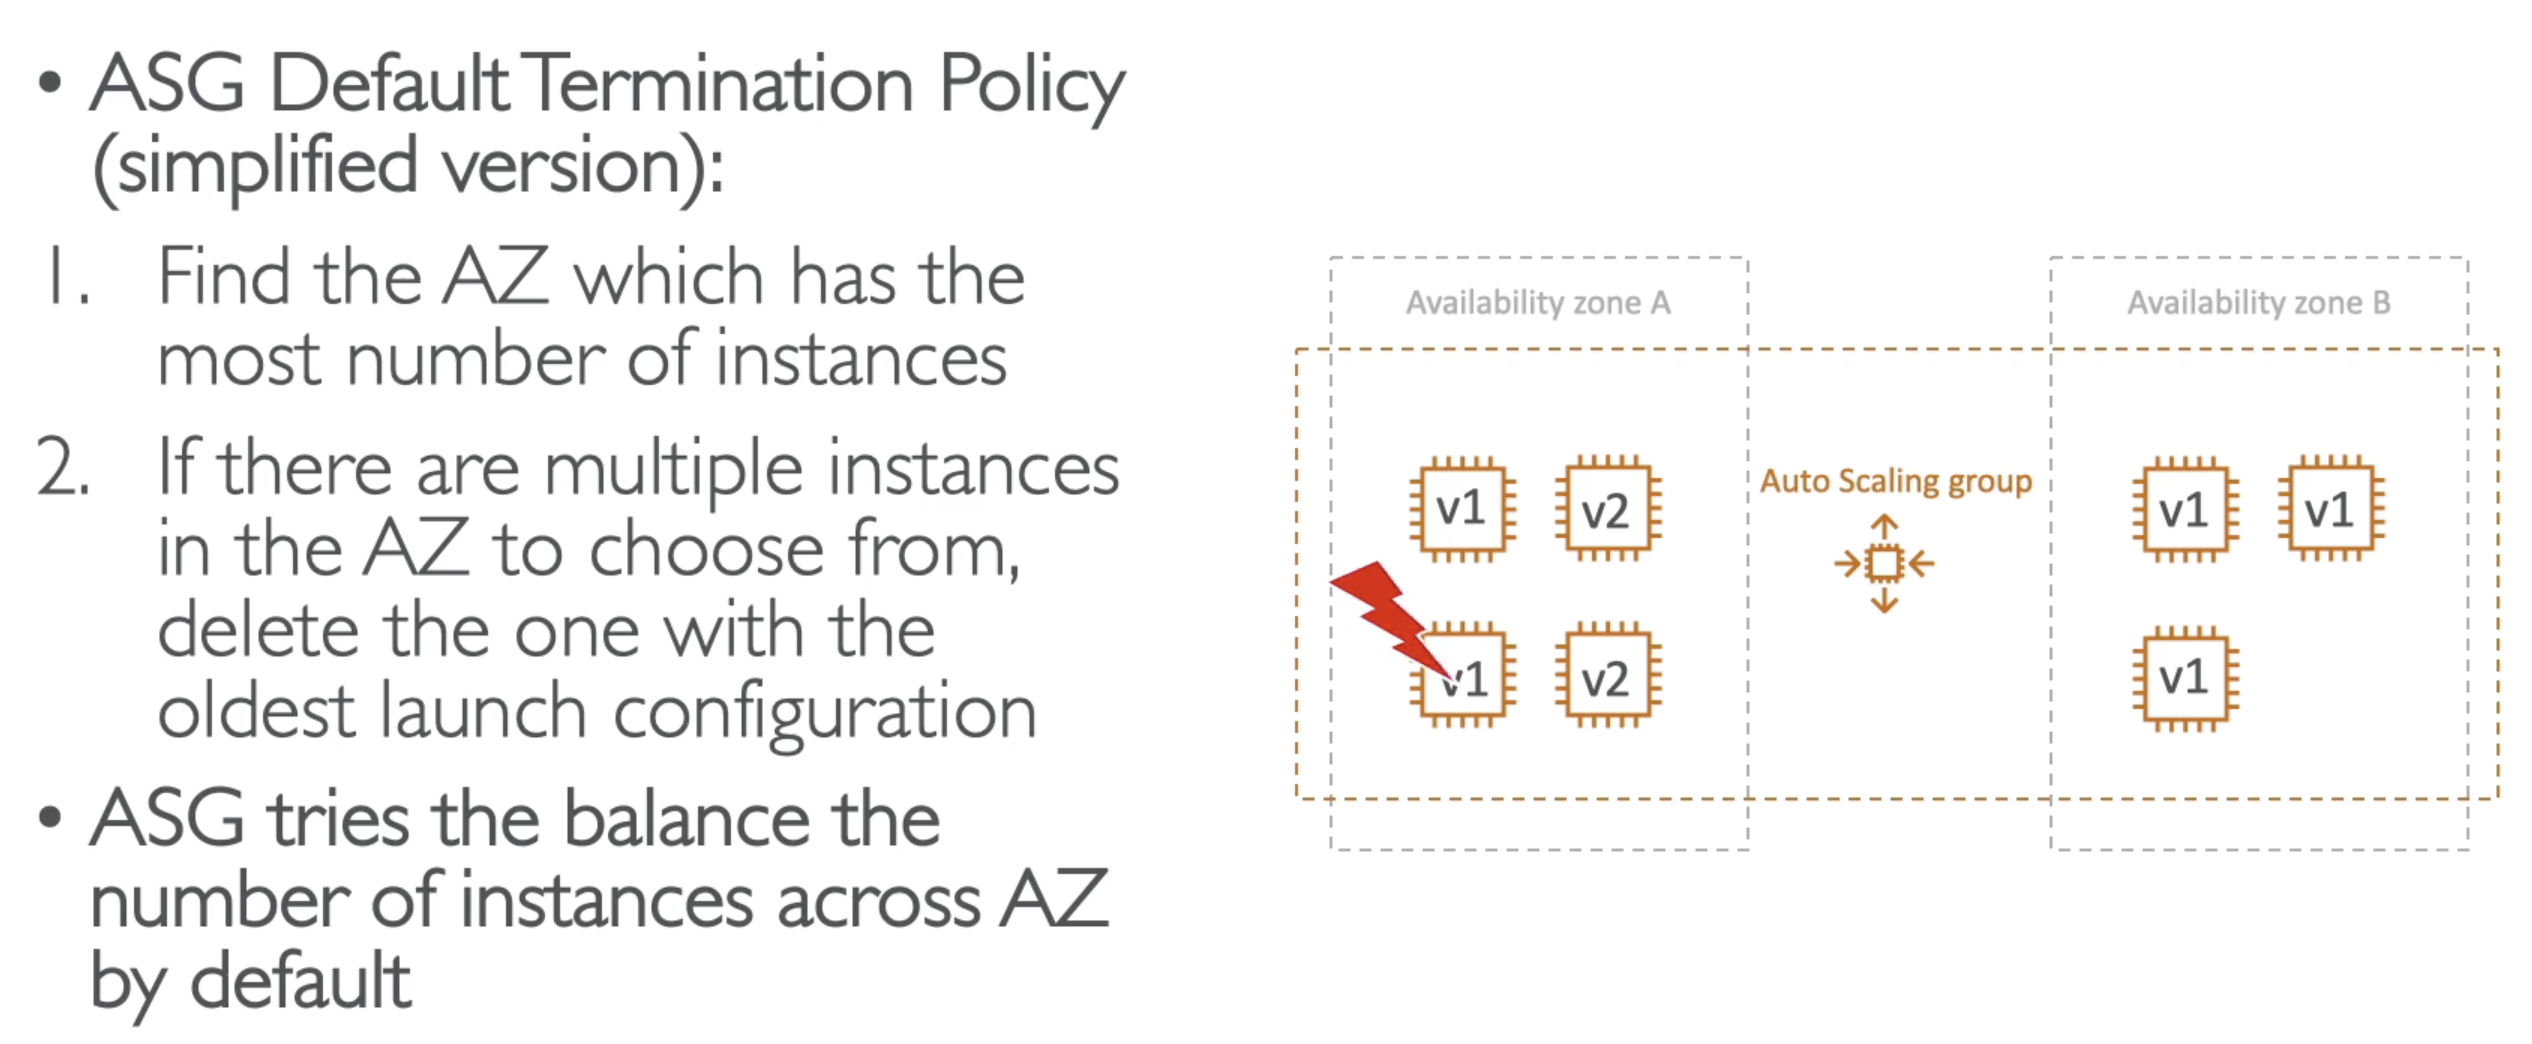 • ASG Default Termination Policy
(simplified version):
1. Find the AZ which has the
most number of instances
2. If there are multiple instances
in the AZ to choose from,
delete the one with the
oldest launch configuration
• ASG tries the balance the
number of instances across AZ
by default
Availability zone A
Availability zone B
Auto Scaling group
v1 v2
v1 v2
v1 v1
v1